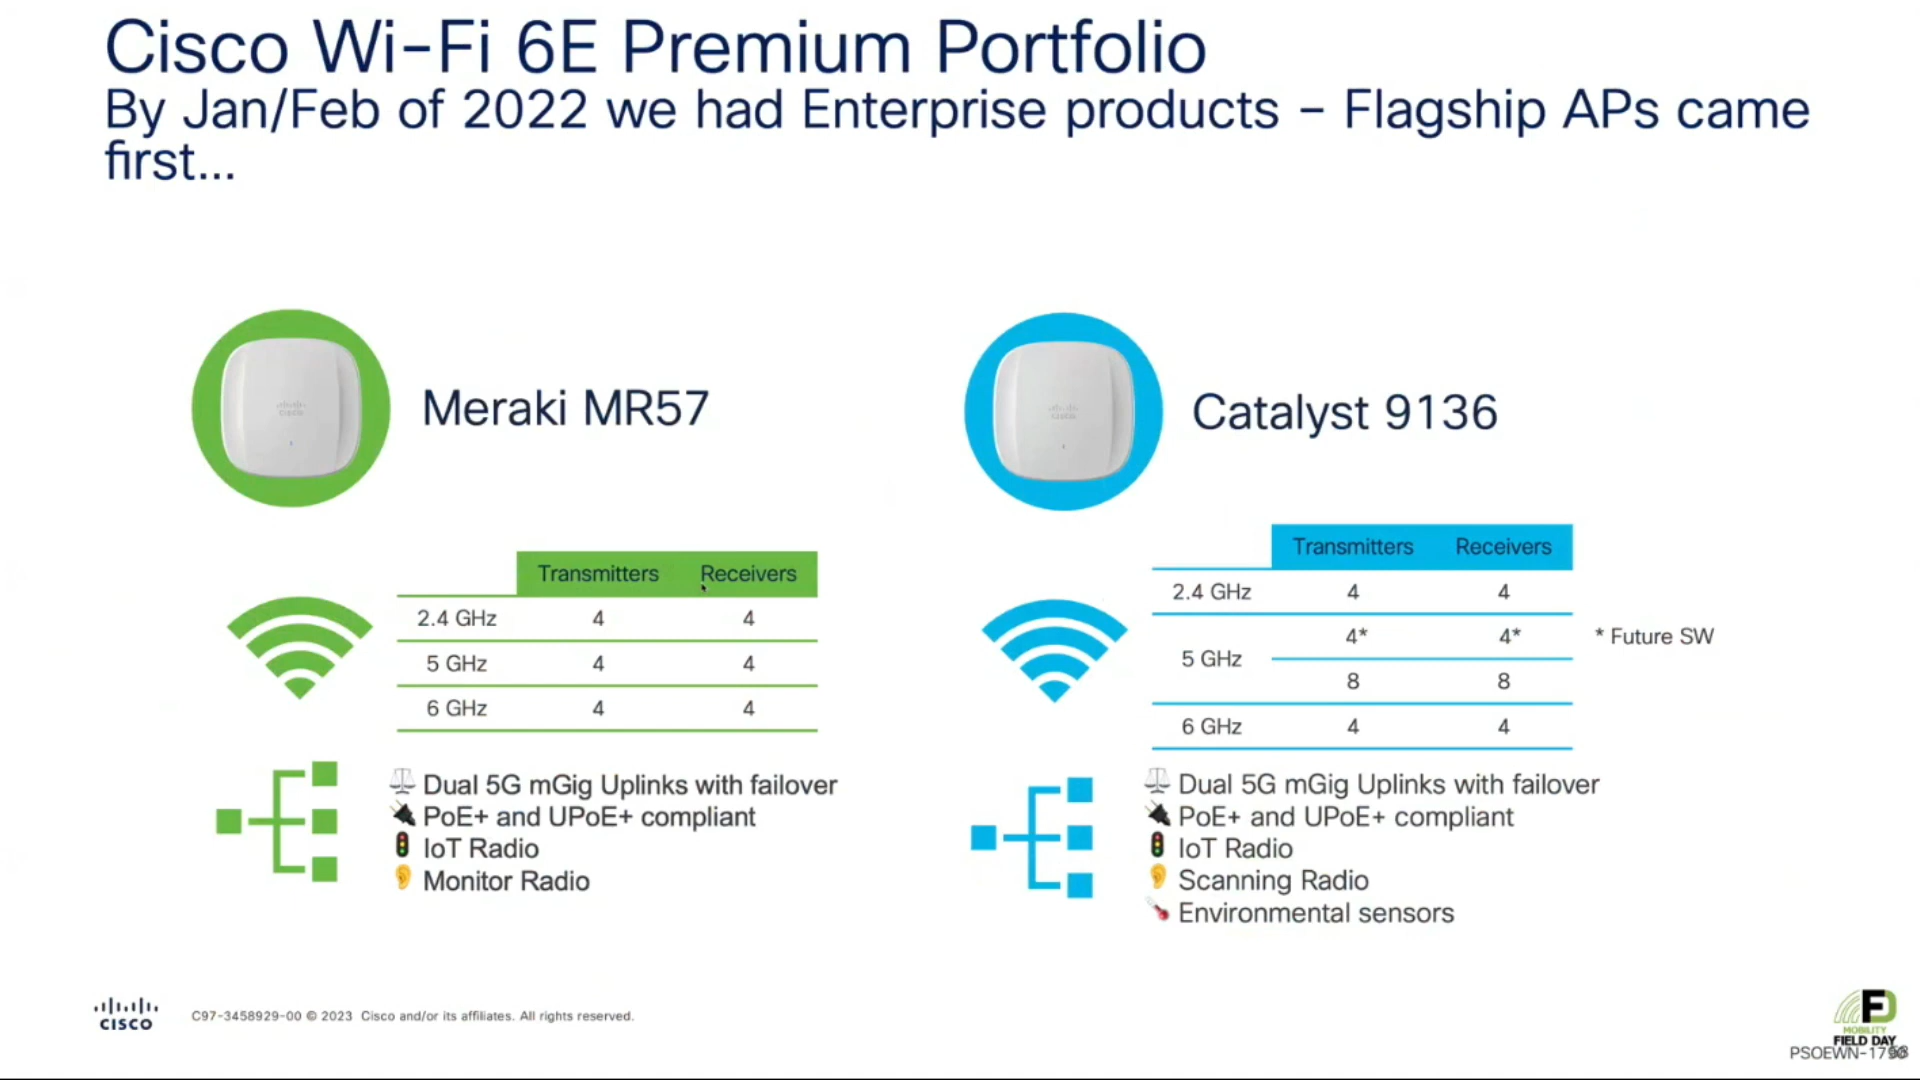 Cisco Wi-Fi 6E Premium Portfolio
By Jan/Feb of 2022 we had Enterprise products – Flagship APs came
first...
CISCO
Meraki MR57
Transmitters Receivers
2.4 GHz 4 4
5 GHz 4 4
6 GHz 4 4
Dual 5G mGig Uplinks with failover
PoE+ and UPoE+ compliant
IoT Radio
Monitor Radio
CISCO
Catalyst 9136
Transmitters Receivers
2.4 GHz 4 4
4* 4* * Future SW
5 GHz
8 8
6 GHz 4 4
Dual 5G mGig Uplinks with failover
PoE+ and UPoE+ compliant
IoT Radio
Scanning Radio
Environmental sensors
CISCO
C97-3458929-00 © 2023 Cisco and/or its affiliates. All rights reserved.
FD
MOBILITY
FIELD DAY